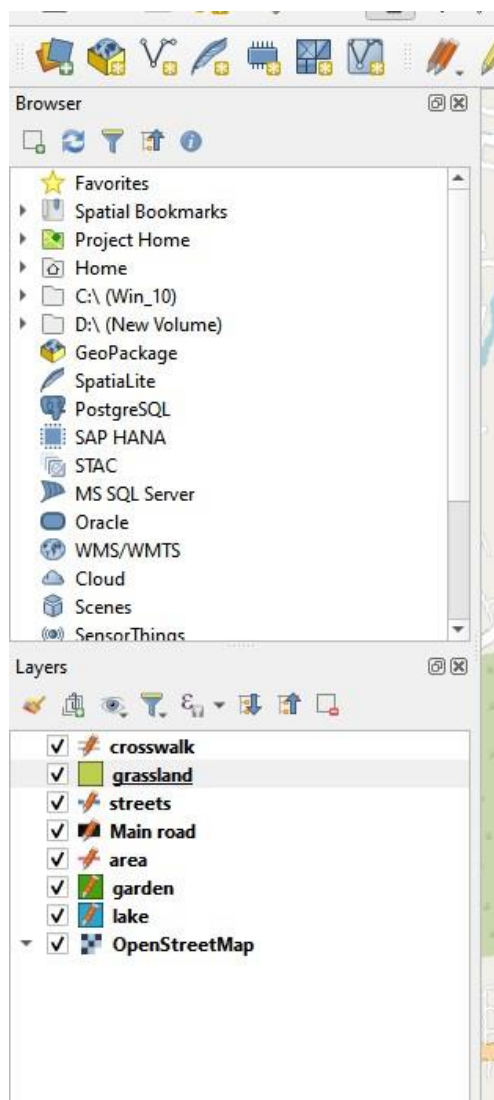 Browser
Favorites
Spatial Bookmarks
Project Home
Home
C:\ (Win_10)
D:\ (New Volume)
GeoPackage
SpatiaLite
PostgreSQL
SAP HANA
STAC
MS SQL Server
Oracle
WMS/WMTS
Cloud
Scenes
SensorThings
Layers
crosswalk
grassland
streets
Main road
area
garden
lake
OpenStreetMap